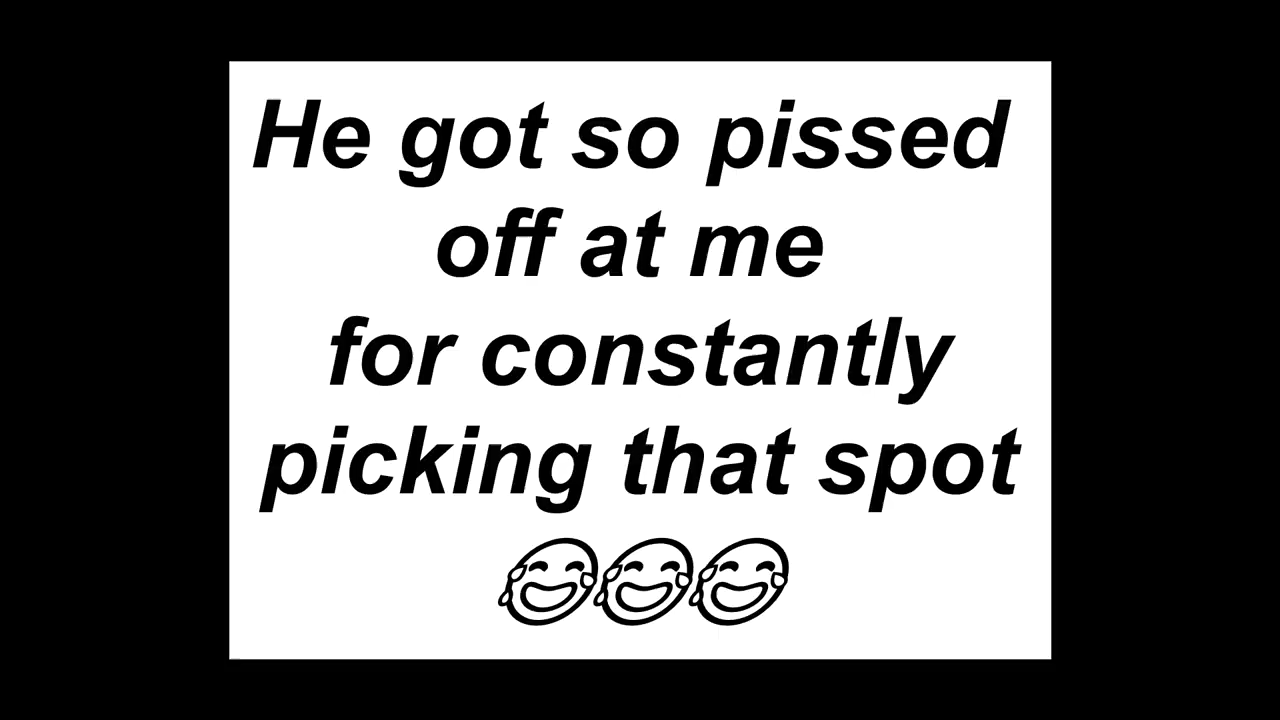 He got so pissed
off at me
for constantly
picking that spot
😂😂😂